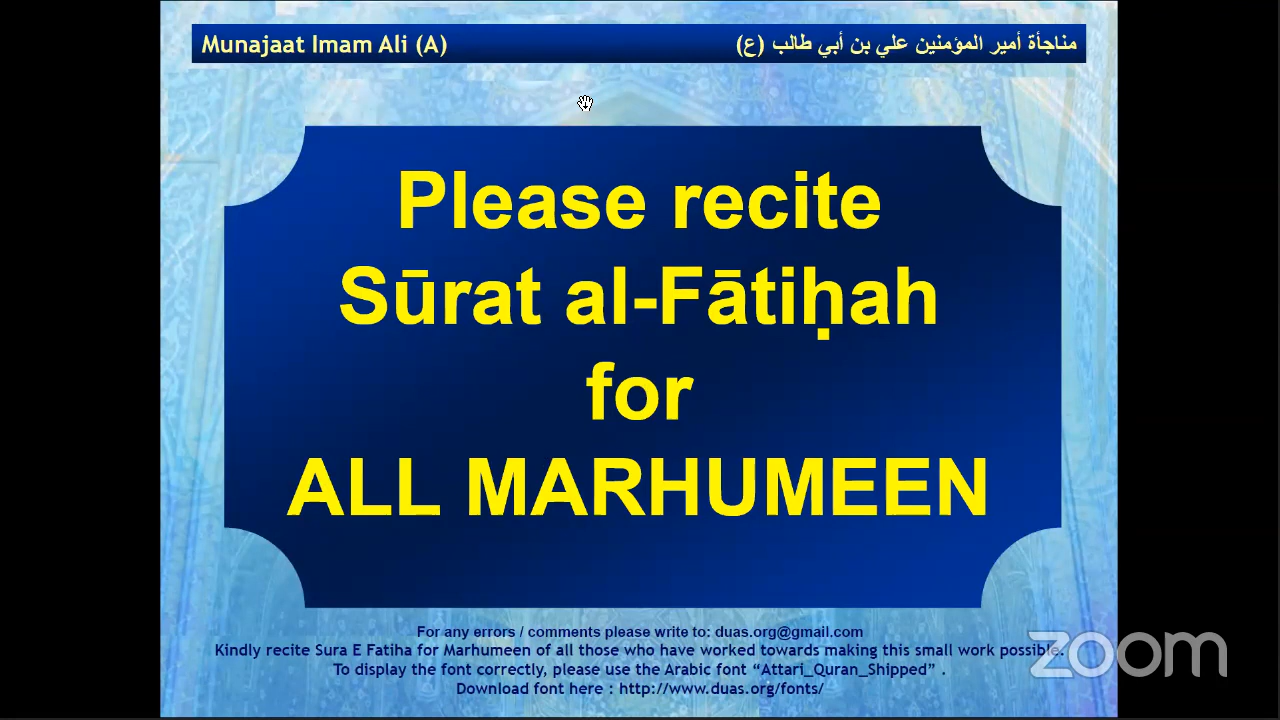 Munajaat Imam Ali (A)
مناجأة أمير المؤمنين علي بن أبي طالب (ع)
Please recite
Sūrat al-Fātiḥah
for
ALL MARHUMEEN
For any errors / comments please write to: duas.org@gmail.com
Kindly recite Sura E Fatiha for Marhumeen of all those who have worked towards making this small work possible.
To display the font correctly, please use the Arabic font “Attari_Quran_Shipped” .
Download font here : http://www.duas.org/fonts/
zoom